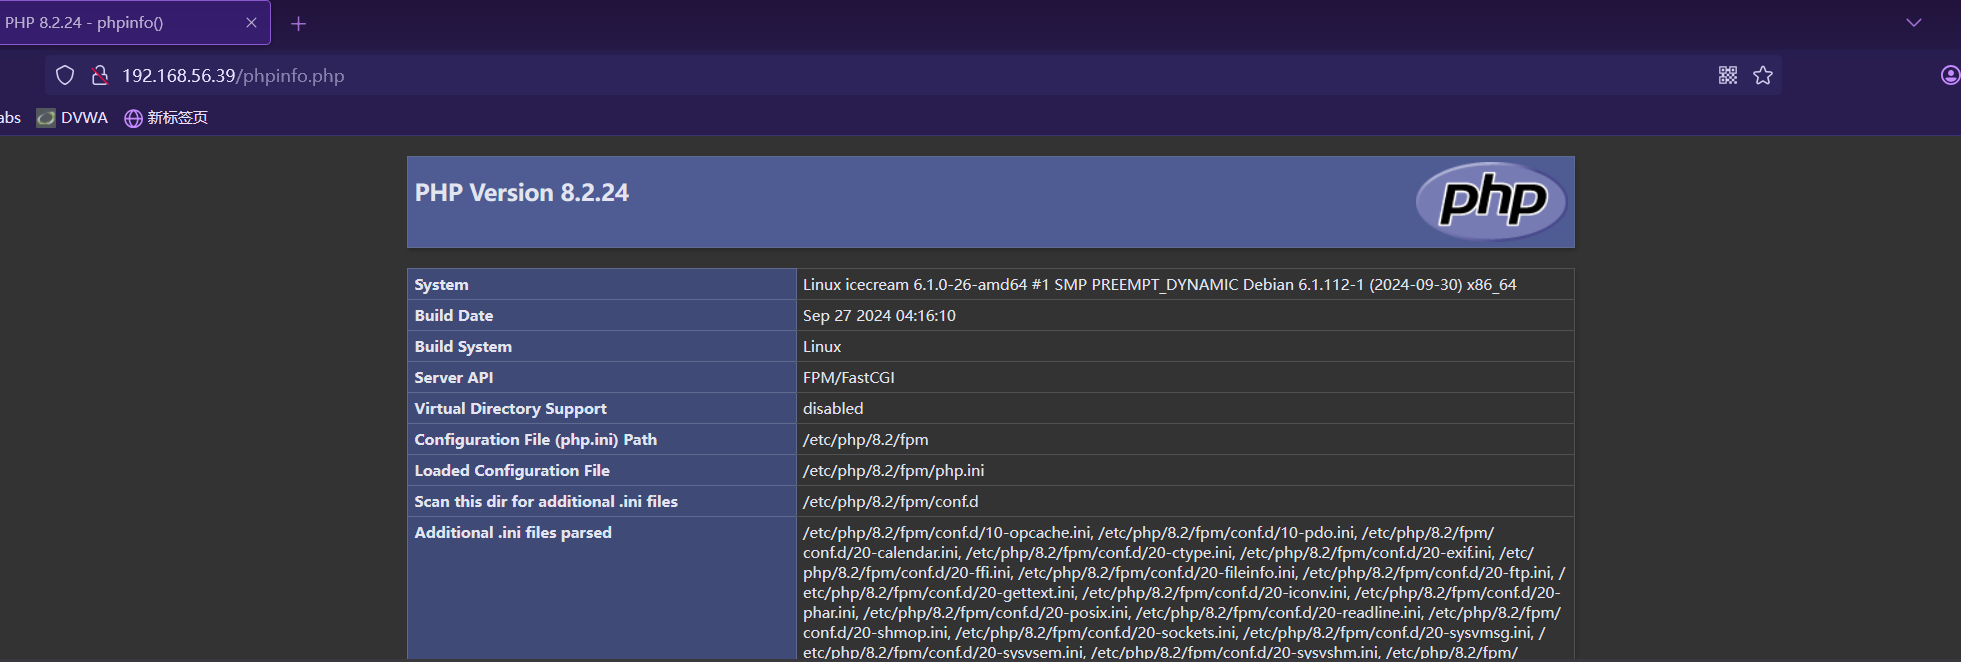 PHP 8.2.24 - phpinfo()
192.168.56.39/phpinfo.php
abs DVWA 新标签页
PHP Version 8.2.24
php
System Linux icecream 6.1.0-26-amd64 #1 SMP PREEMPT_DYNAMIC Debian 6.1.112-1 (2024-09-30) x86_64
Build Date Sep 27 2024 04:16:10
Build System Linux
Server API FPM/FastCGI
Virtual Directory Support disabled
Configuration File (php.ini) Path /etc/php/8.2/fpm
Loaded Configuration File /etc/php/8.2/fpm/php.ini
Scan this dir for additional .ini files /etc/php/8.2/fpm/conf.d
Additional .ini files parsed /etc/php/8.2/fpm/conf.d/10-opcache.ini, /etc/php/8.2/fpm/conf.d/10-pdo.ini, /etc/php/8.2/fpm/
conf.d/20-calendar.ini, /etc/php/8.2/fpm/conf.d/20-ctype.ini, /etc/php/8.2/fpm/conf.d/20-exif.ini, /etc/
php/8.2/fpm/conf.d/20-ffi.ini, /etc/php/8.2/fpm/conf.d/20-fileinfo.ini, /etc/php/8.2/fpm/conf.d/20-ftp.ini, /
etc/php/8.2/fpm/conf.d/20-gettext.ini, /etc/php/8.2/fpm/conf.d/20-iconv.ini, /etc/php/8.2/fpm/conf.d/20-
phar.ini, /etc/php/8.2/fpm/conf.d/20-posix.ini, /etc/php/8.2/fpm/conf.d/20-readline.ini, /etc/php/8.2/fpm/
conf.d/20-shmop.ini, /etc/php/8.2/fpm/conf.d/20-sockets.ini, /etc/php/8.2/fpm/conf.d/20-sysvmsg.ini, /
etc/php/8.2/fpm/conf.d/20-sysvsem.ini, /etc/php/8.2/fpm/conf.d/20-sysvshm.ini, /etc/php/8.2/fpm/